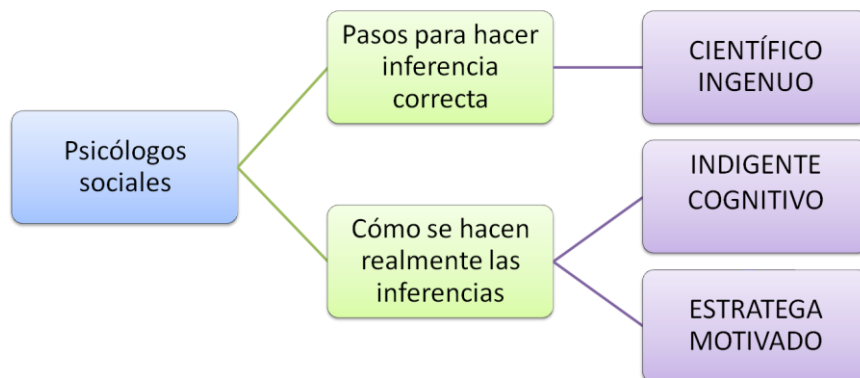 Psicólogos
sociales
Pasos para hacer
inferencia
correcta
CIENTÍFICO
INGENUO
Cómo se hacen
realmente las
inferencias
INDIGENTE
COGNITIVO
ESTRATEGA
MOTIVADO